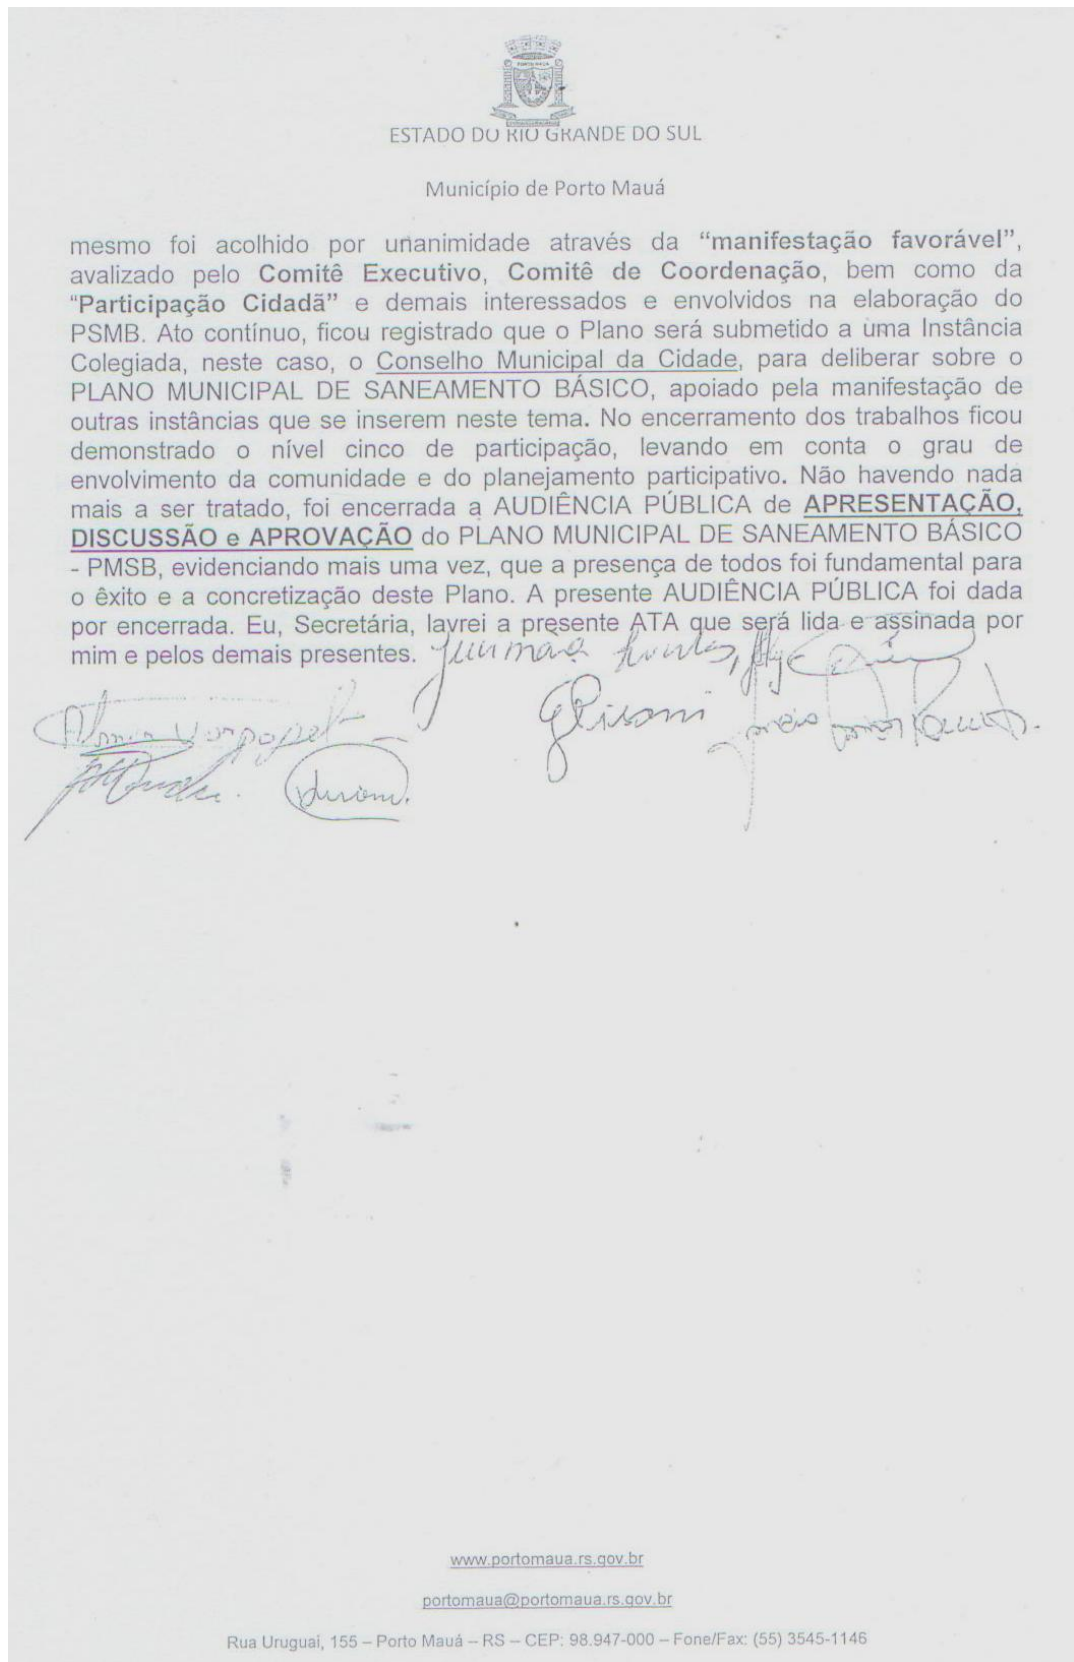 PORTO MAUÁ
ESTADO DO RIO GRANDE DO SUL
Município de Porto Mauá
mesmo foi acolhido por unanimidade através da “manifestação favorável”,
avalizado pelo Comitê Executivo, Comitê de Coordenação, bem como da
“Participação Cidadã” e demais interessados e envolvidos na elaboração do
PSMB. Ato contínuo, ficou registrado que o Plano será submetido a uma Instância
Colegiada, neste caso, o Conselho Municipal da Cidade, para deliberar sobre o
PLANO MUNICIPAL DE SANEAMENTO BÁSICO, apoiado pela manifestação de
outras instâncias que se inserem neste tema. No encerramento dos trabalhos ficou
demonstrado o nível cinco de participação, levando em conta o grau de
envolvimento da comunidade e do planejamento participativo. Não havendo nada
mais a ser tratado, foi encerrada a AUDIÊNCIA PÚBLICA de APRESENTAÇÃO,
DISCUSSÃO e APROVAÇÃO do PLANO MUNICIPAL DE SANEAMENTO BÁSICO
- PMSB, evidenciando mais uma vez, que a presença de todos foi fundamental para
o êxito e a concretização deste Plano. A presente AUDIÊNCIA PÚBLICA foi dada
por encerrada. Eu, Secretária, lavrei a presente ATA que será lida e assinada por
mim e pelos demais presentes.
www.portomaua.rs.gov.br
portomaua@portomaua.rs.gov.br
Rua Uruguai, 155 – Porto Mauá – RS – CEP: 98.947-000 – Fone/Fax: (55) 3545-1146